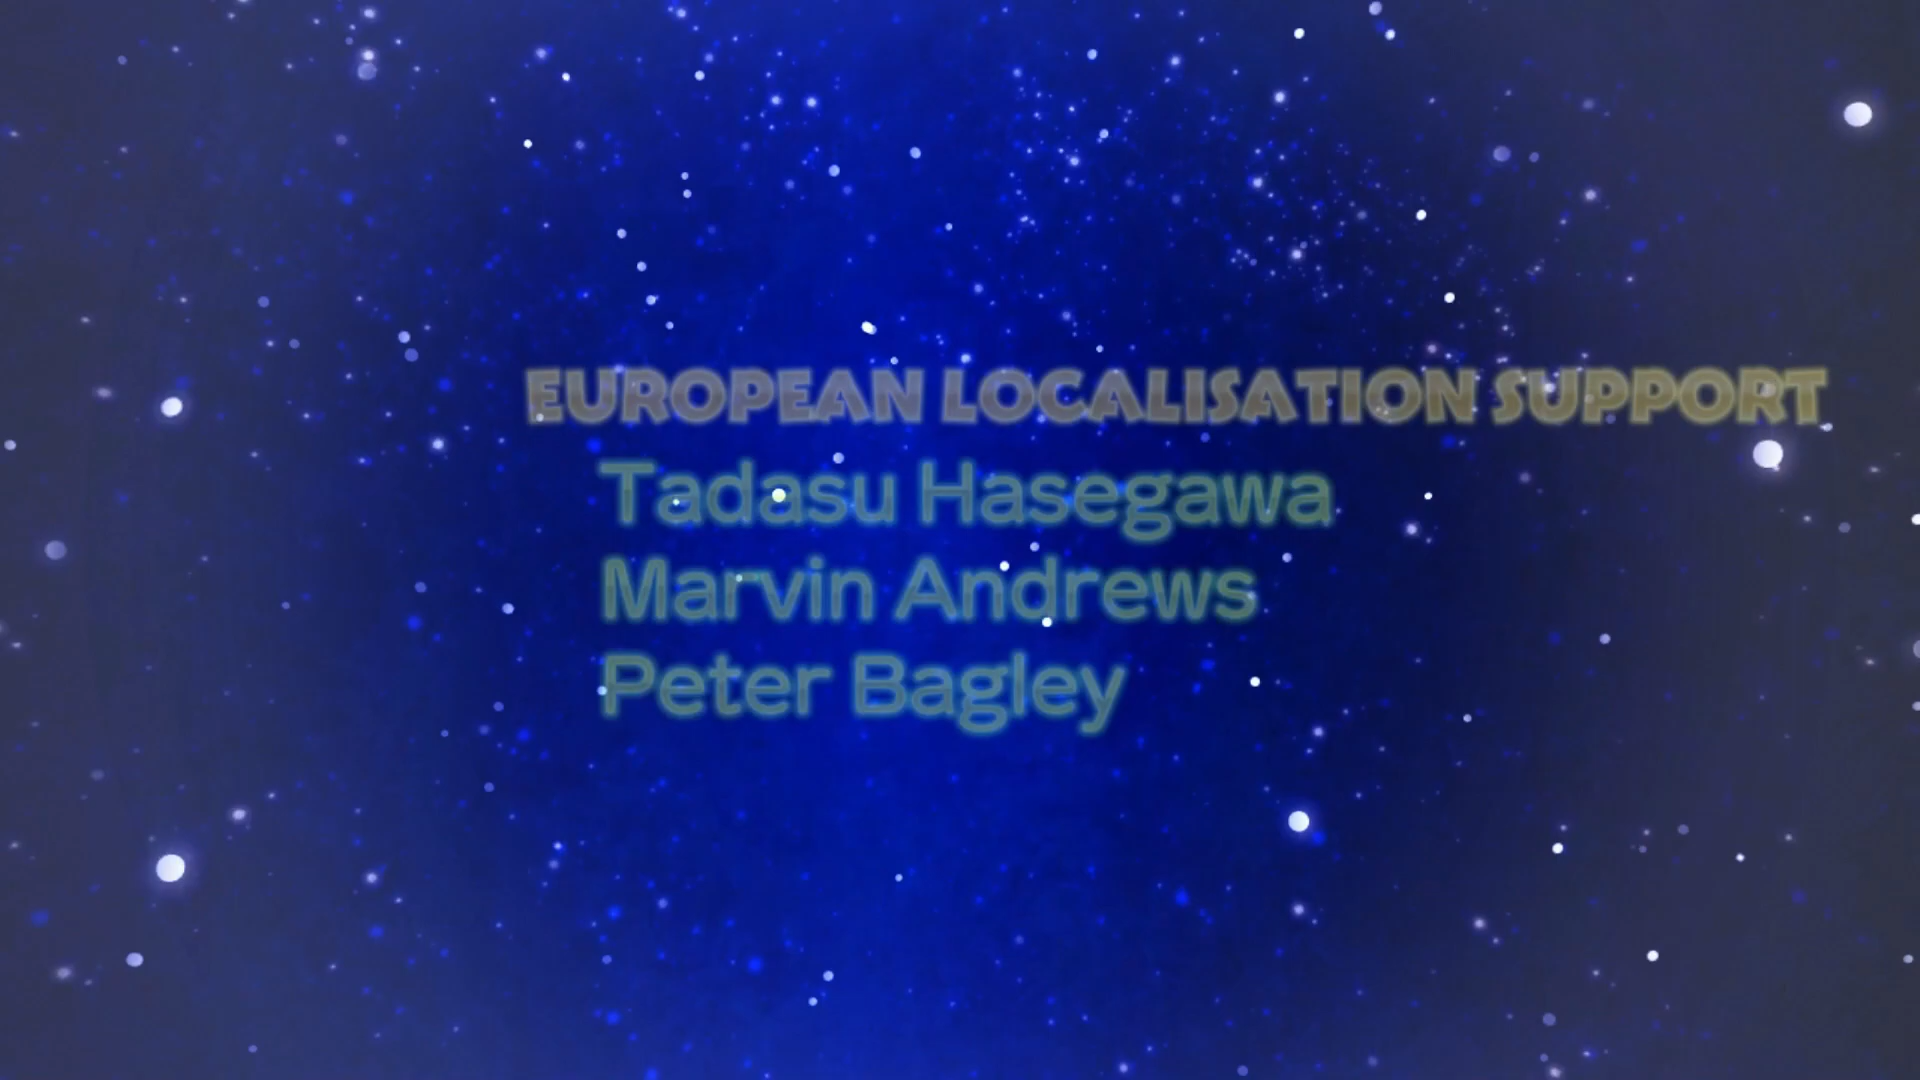 EUROPEAN LOCALISATION SUPPORT
Tadasu Hasegawa
Marvin Andrews
Peter Bagley